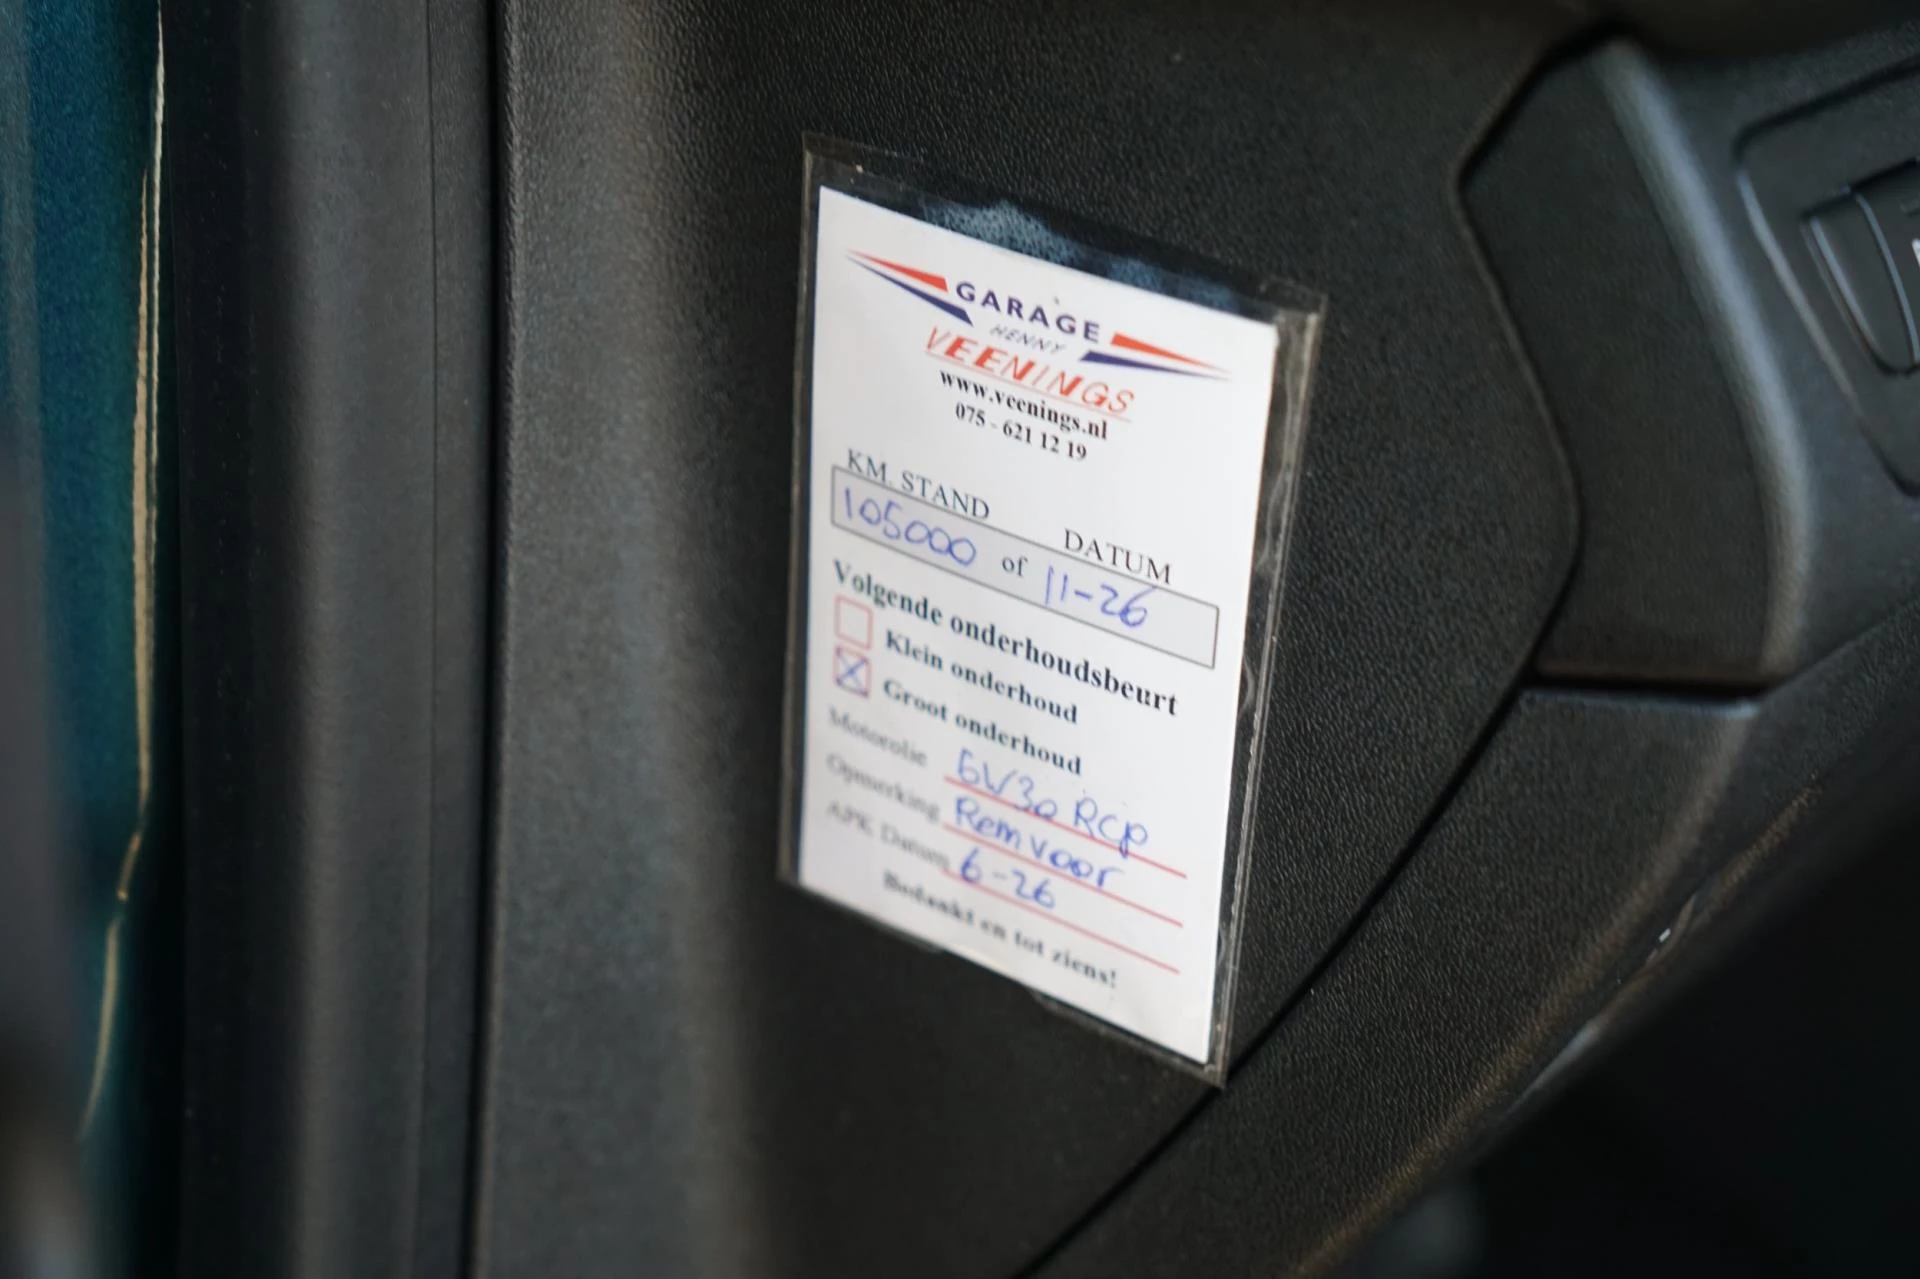 GARAGE
HENNY
VEENINGS
www.veenings.nl
075 - 621 12 19
KM. STAND DATUM
105000 of 11-26
Volgende onderhoudsbeurt
Klein onderhoud
Groot onderhoud
Motorolie 5W30 RCP
Opmerking Rem voor
APK Datum 6-26
Bedankt en tot ziens!